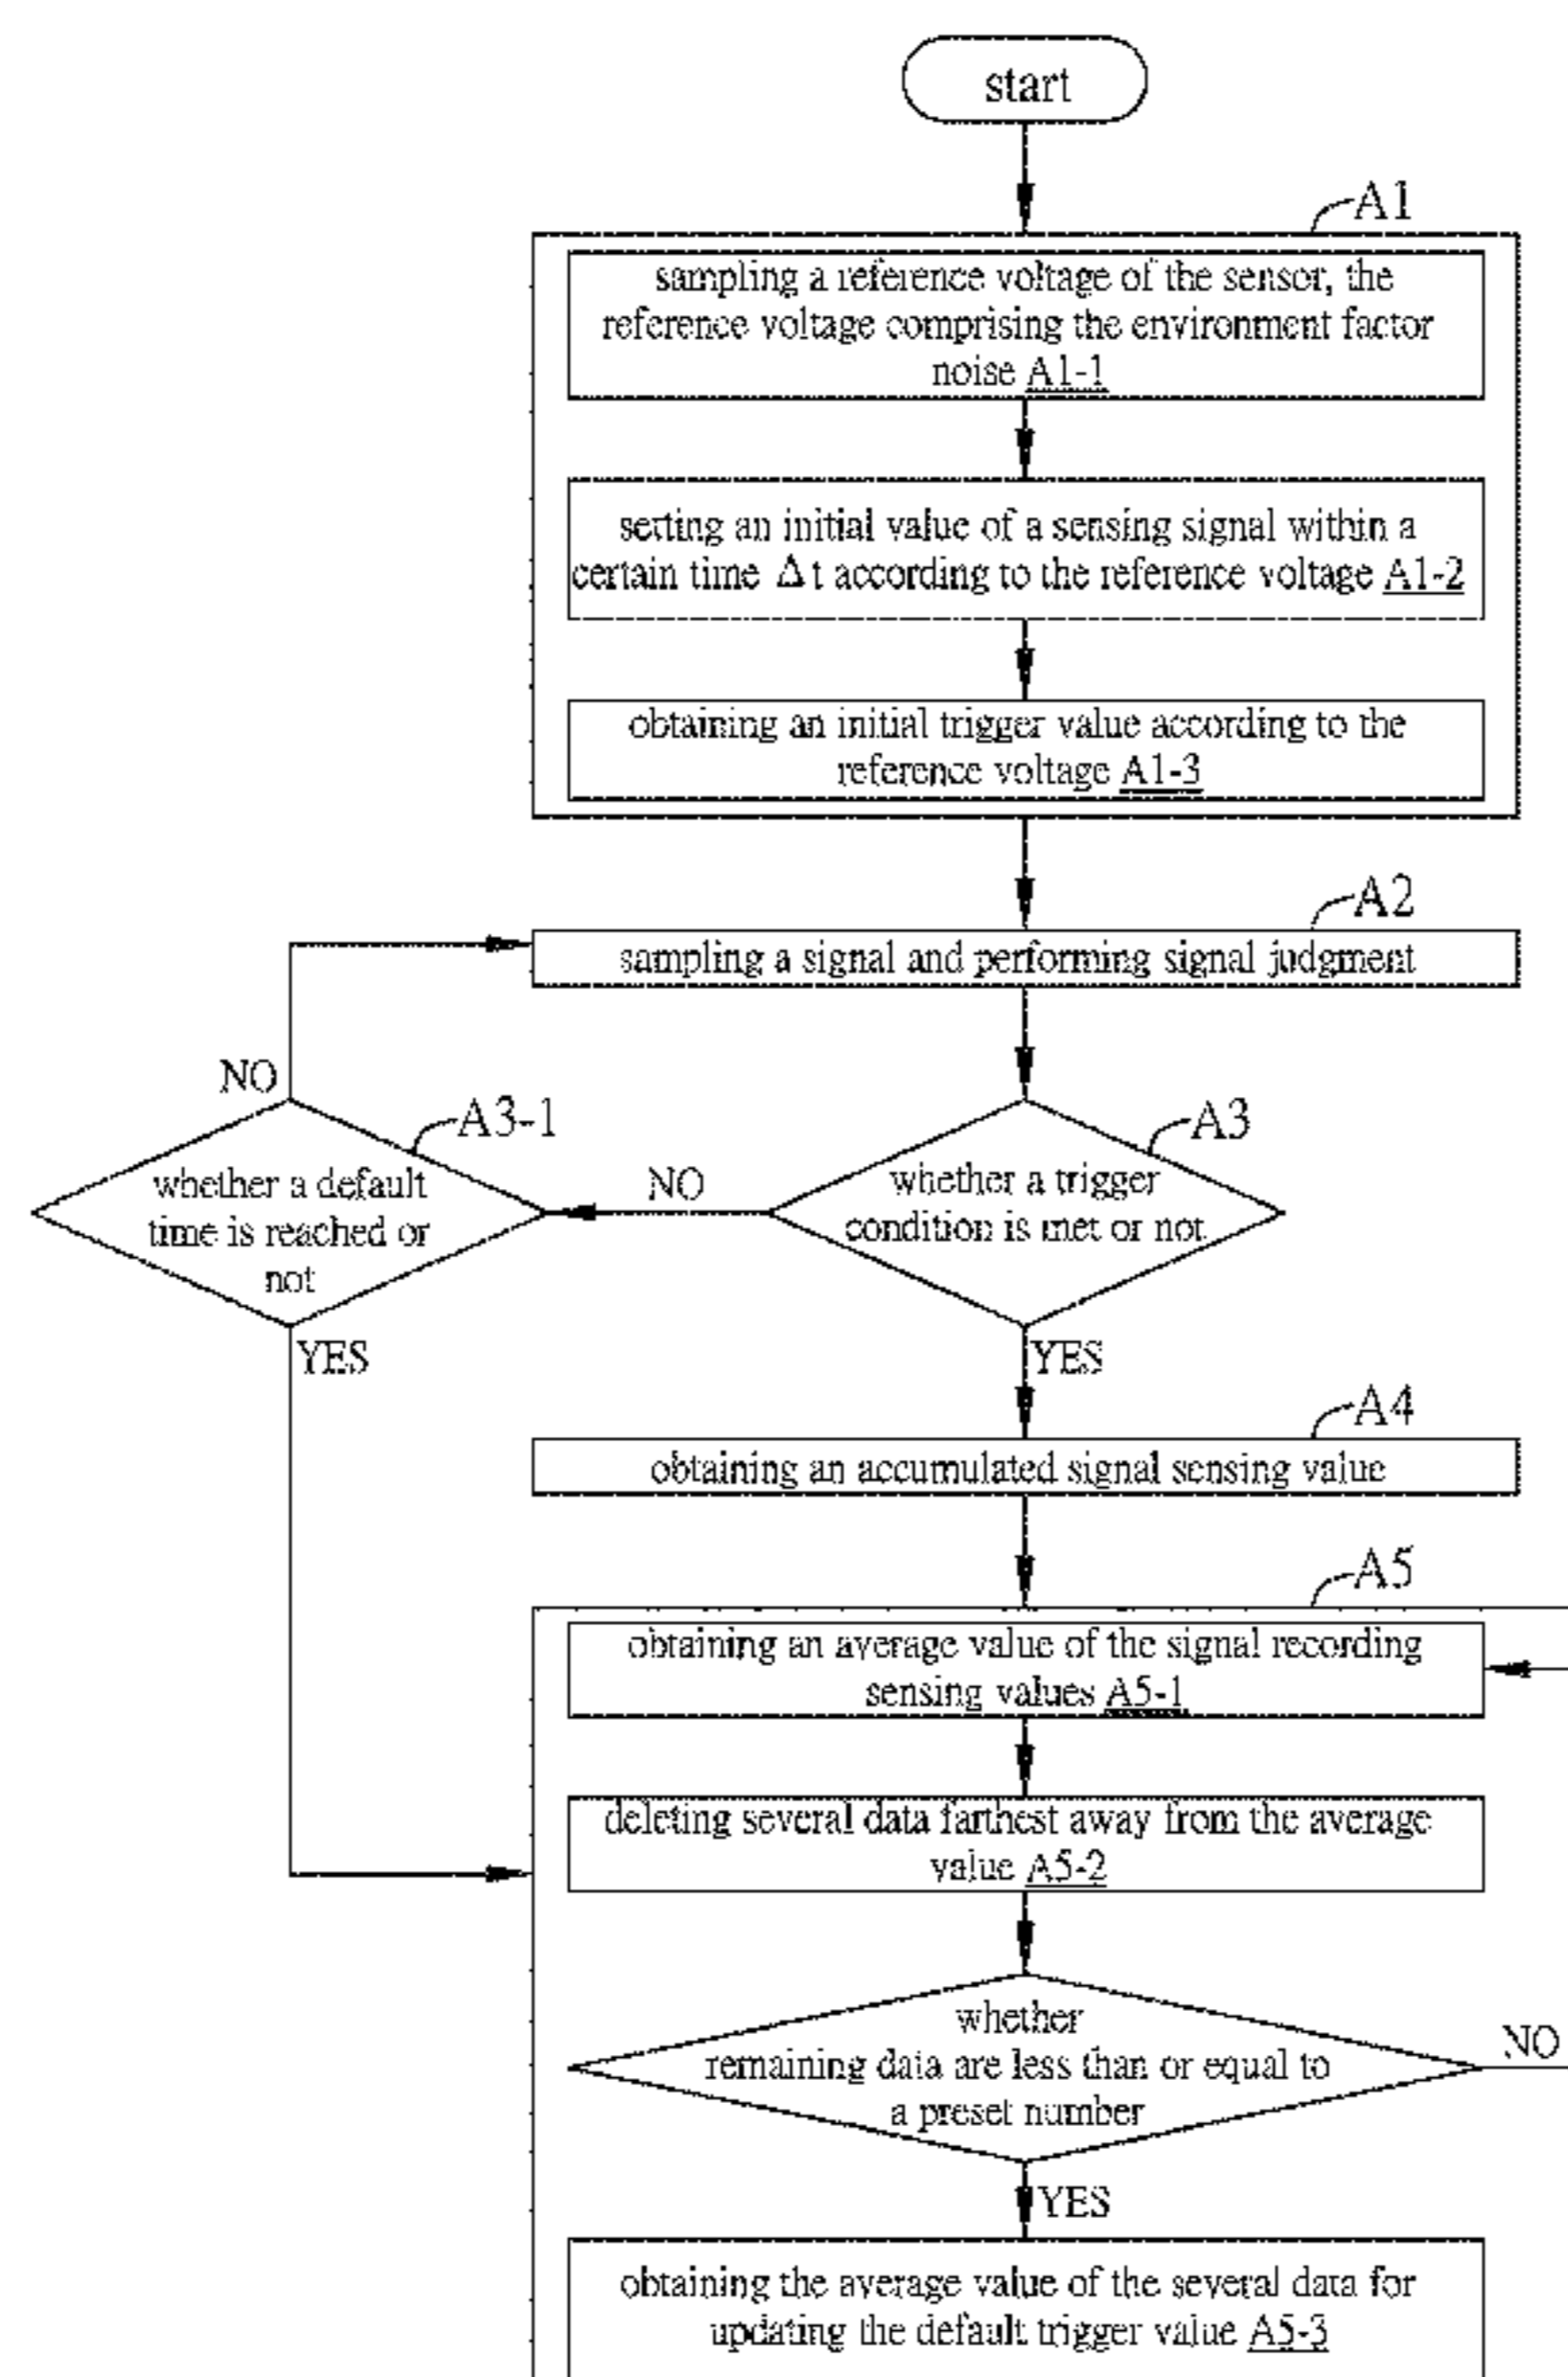 start
A1
sampling a reference voltage of the sensor, the
reference voltage comprising the environment factor
noise A1-1
setting an initial value of a sensing signal within a
certain time Δt according to the reference voltage A1-2
obtaining an initial trigger value according to the
reference voltage A1-3
A2
sampling a signal and performing signal judgment
NO
A3-1
whether a default
time is reached or
not
YES
NO
A3
whether a trigger
condition is met or not
YES
A4
obtaining an accumulated signal sensing value
A5
obtaining an average value of the signal recording
sensing values A5-1
deleting several data farthest away from the average
value A5-2
whether
remaining data are less than or equal to
a preset number
NO
YES
obtaining the average value of the several data for
updating the default trigger value A5-3